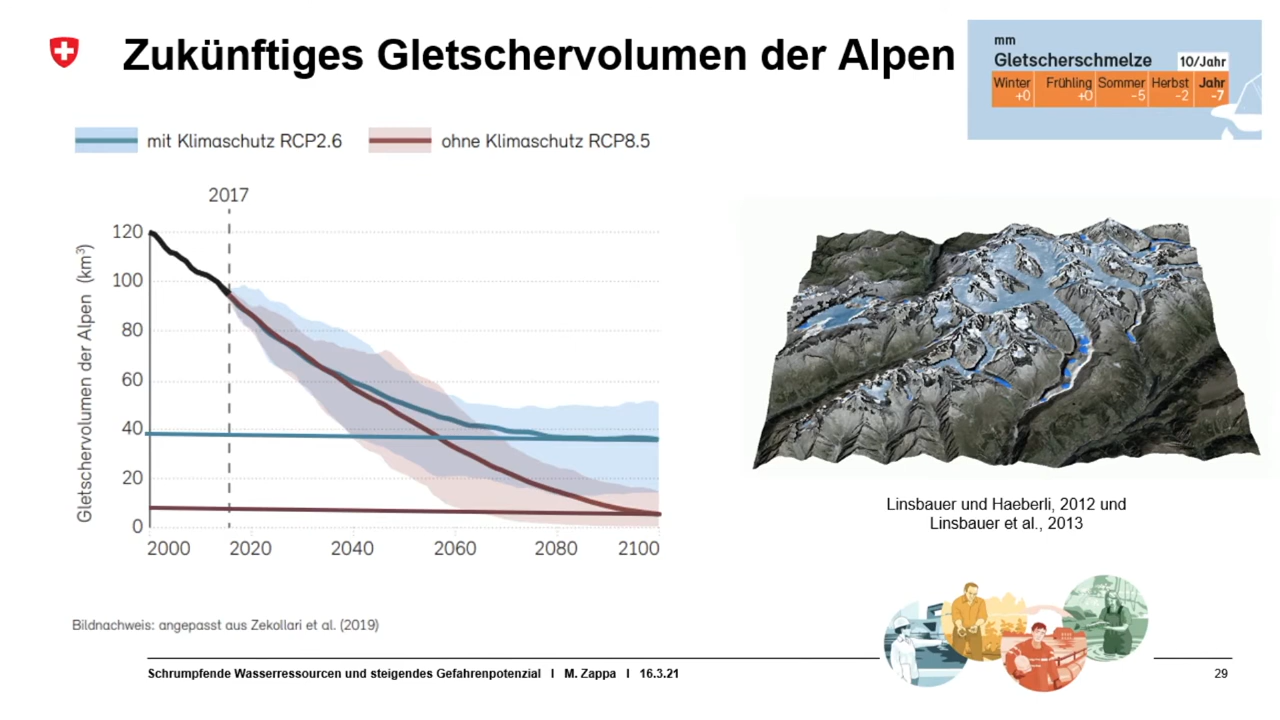 Zukünftiges Gletschervolumen der Alpen
mm
Gletscherschmelze 10/Jahr
Winter Frühling Sommer Herbst Jahr
+0 +0 -5 -2 -7
mit Klimaschutz RCP2.6 ohne Klimaschutz RCP8.5
2017
Gletschervolumen der Alpen (km³)
120
100
80
60
40
20
0
2000 2020 2040 2060 2080 2100
Linsbauer und Haeberli, 2012 und
Linsbauer et al., 2013
Bildnachweis: angepasst aus Zekollari et al. (2019)
Schrumpfende Wasserressourcen und steigendes Gefahrenpotenzial I M. Zappa I 16.3.21
29